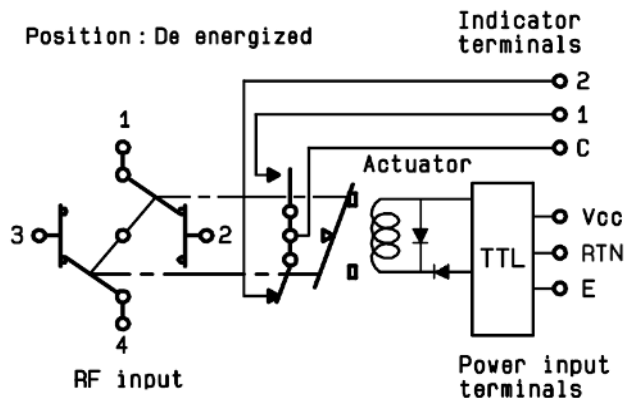 Position : De energized
Indicator
terminals
2
1
C
1
Actuator
3
2
4
TTL
Vcc
RTN
E
RF input
Power input
terminals